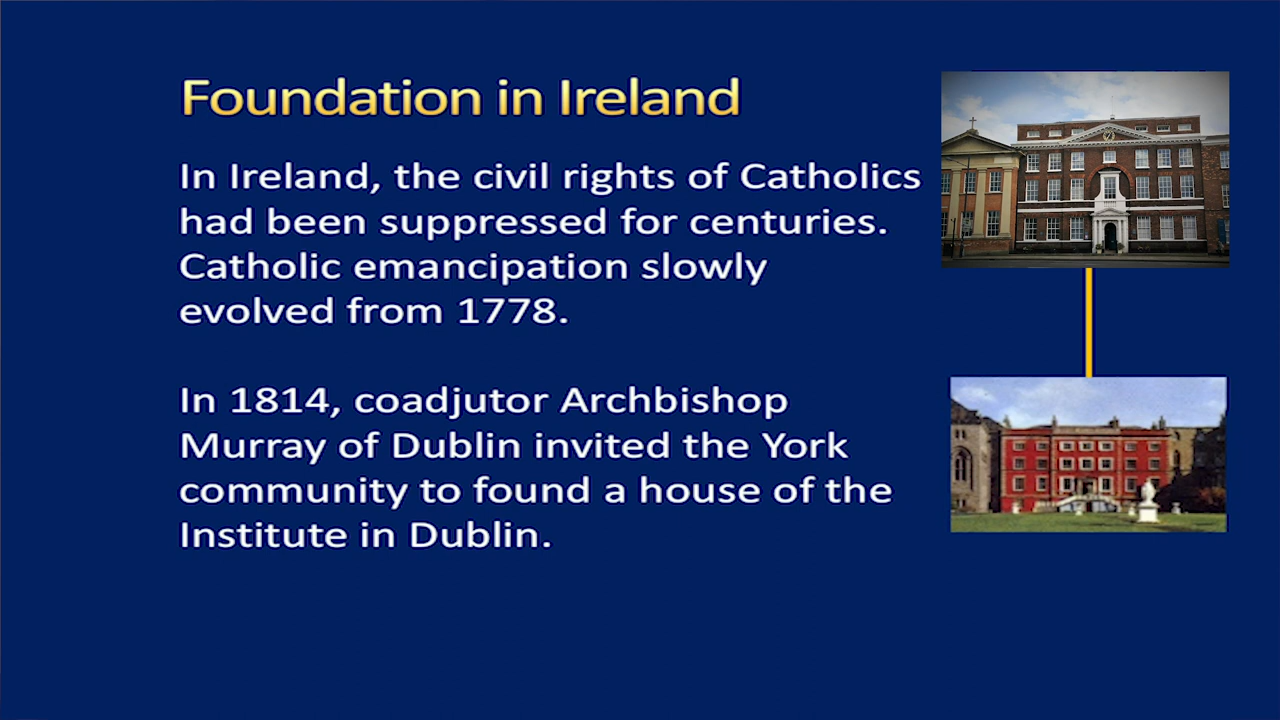 Foundation in Ireland
In Ireland, the civil rights of Catholics
had been suppressed for centuries.
Catholic emancipation slowly
evolved from 1778.
In 1814, coadjutor Archbishop
Murray of Dublin invited the York
community to found a house of the
Institute in Dublin.